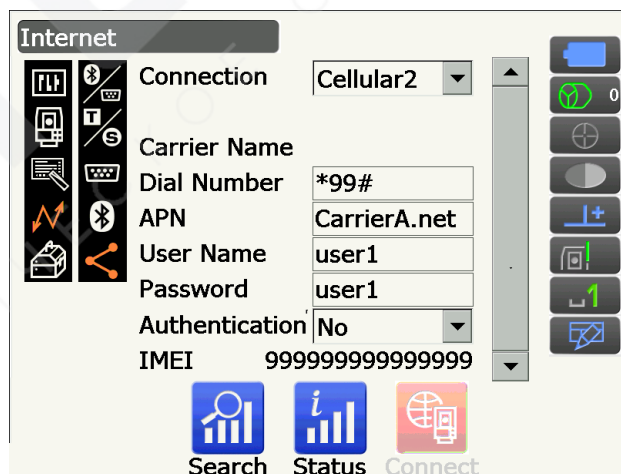 Internet
Connection Cellular2
0
Carrier Name
Dial Number *99#
APN CarrierA.net
User Name user1
Password user1
Authentication No
IMEI 999999999999999
Search Status Connect